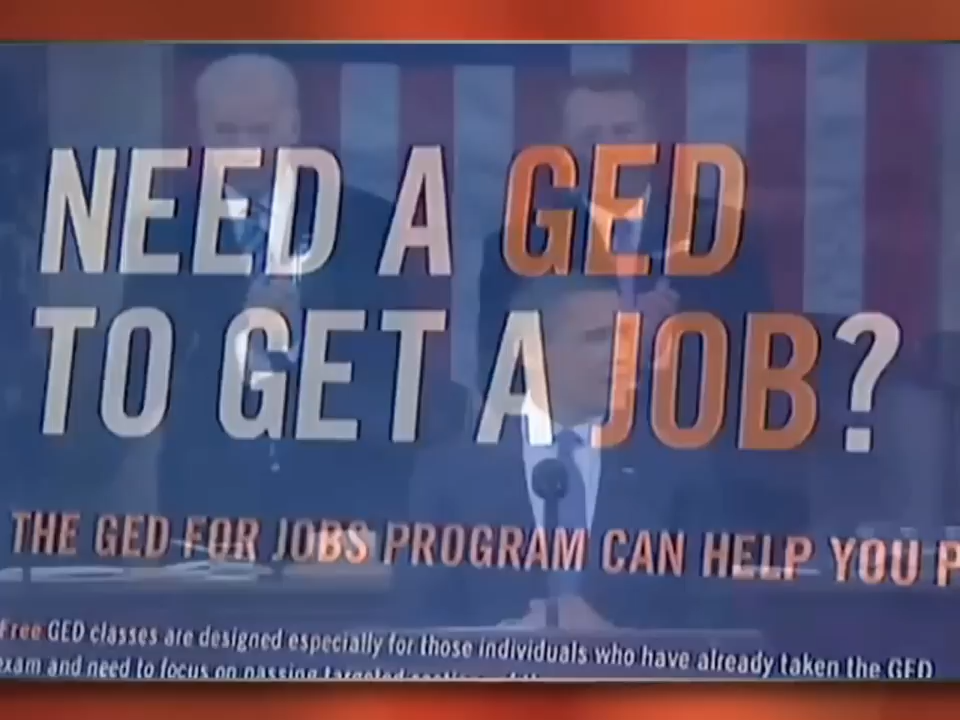 NEED A GED
TO GET A JOB?
THE GED FOR JOBS PROGRAM CAN HELP YOU P
Free GED classes are designed especially for those individuals who have already taken the GED
exam and need to focus on passing targeted